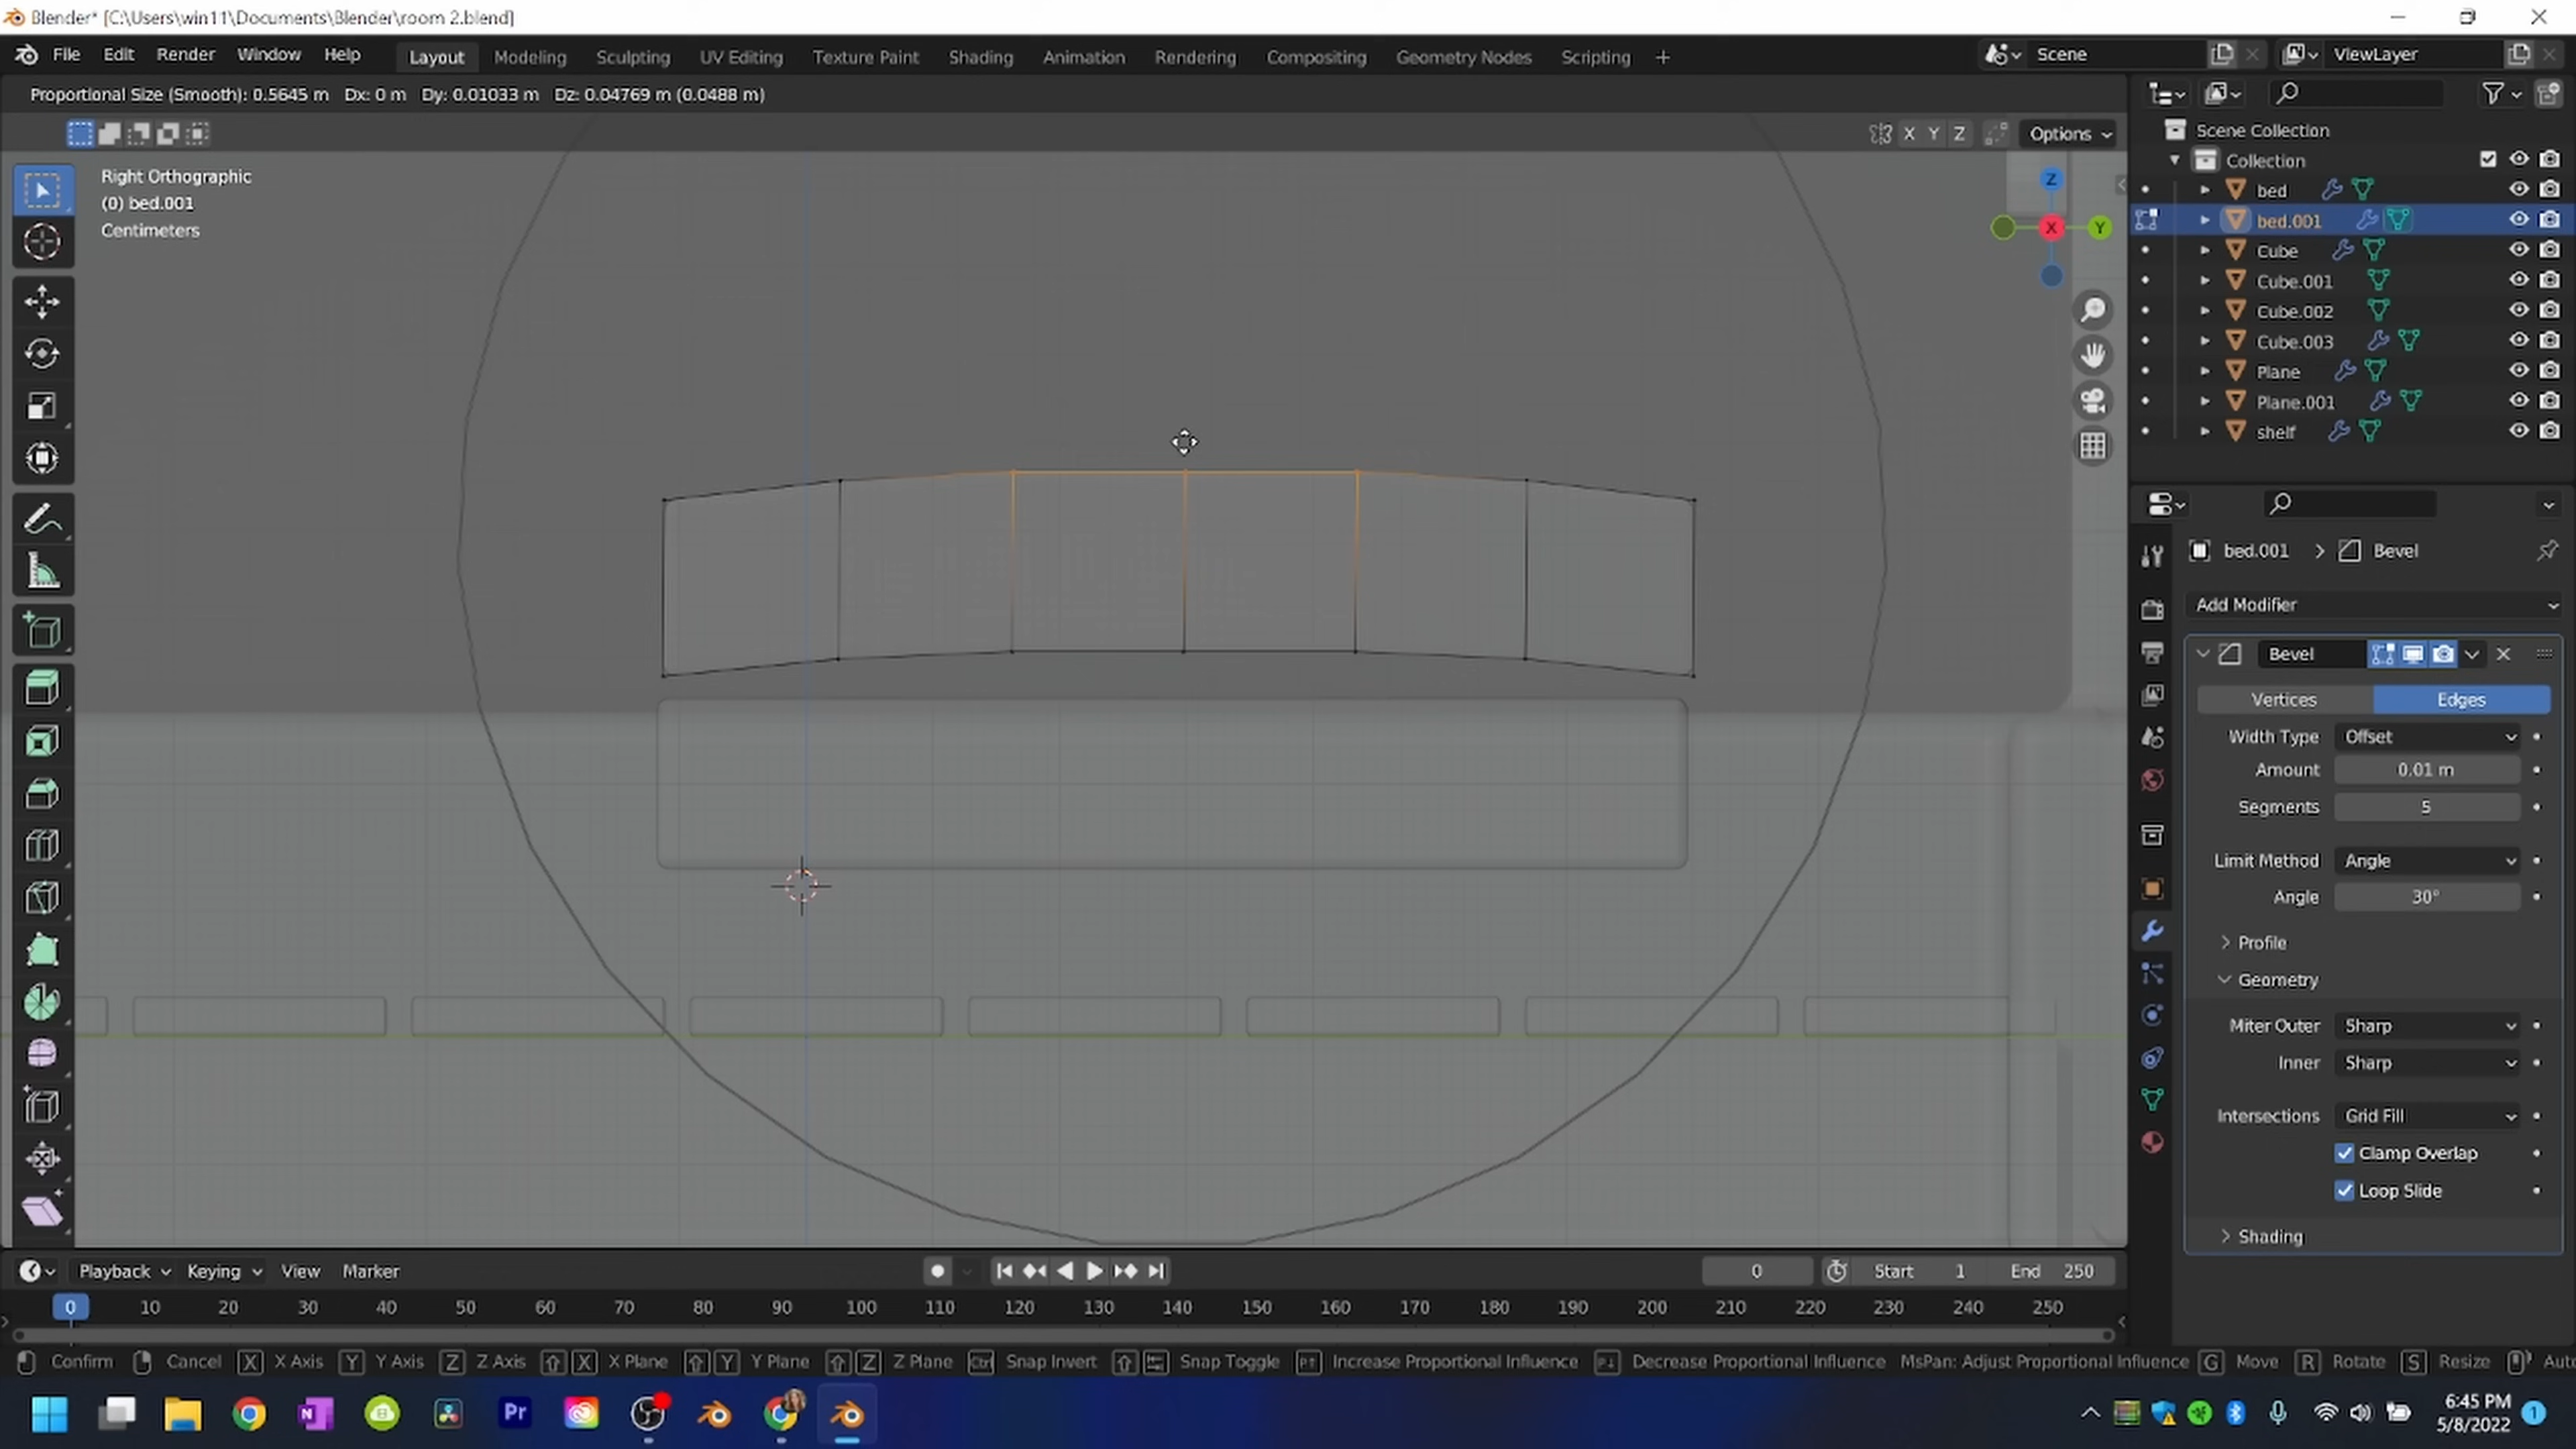 Blender* [C:\Users\win11\Documents\Blender\room 2.blend]
File Edit Render Window Help Layout Modeling Sculpting UV Editing Texture Paint Shading Animation Rendering Compositing Geometry Nodes Scripting + Scene ViewLayer
Proportional Size (Smooth): 0.5645 m Dx: 0 m Dy: 0.01033 m Dz: 0.04769 m (0.0488 m)
X Y Z Options
Right Orthographic
(0) bed.001
Centimeters
Z
X
Y
Scene Collection
Collection
bed
bed.001
Cube
Cube.001
Cube.002
Cube.003
Plane
Plane.001
shelf
bed.001 > Bevel
Add Modifier
Bevel
Vertices Edges
Width Type Offset
Amount 0.01 m
Segments 5
Limit Method Angle
Angle 30°
Profile
Geometry
Miter Outer Sharp
Inner Sharp
Intersections Grid Fill
Clamp Overlap
Loop Slide
Shading
Playback Keying View Marker 0 Start 1 End 250
0 10 20 30 40 50 60 70 80 90 100 110 120 130 140 150 160 170 180 190 200 210 220 230 240 250
Confirm Cancel X X Axis Y Y Axis Z Z Axis X X Plane Y Y Plane Z Z Plane Ctrl Snap Invert Snap Toggle Increase Proportional Influence Decrease Proportional Influence MsPan: Adjust Proportional Influence G Move R Rotate S Resize Auto
N Pr
6:45 PM
5/8/2022
1